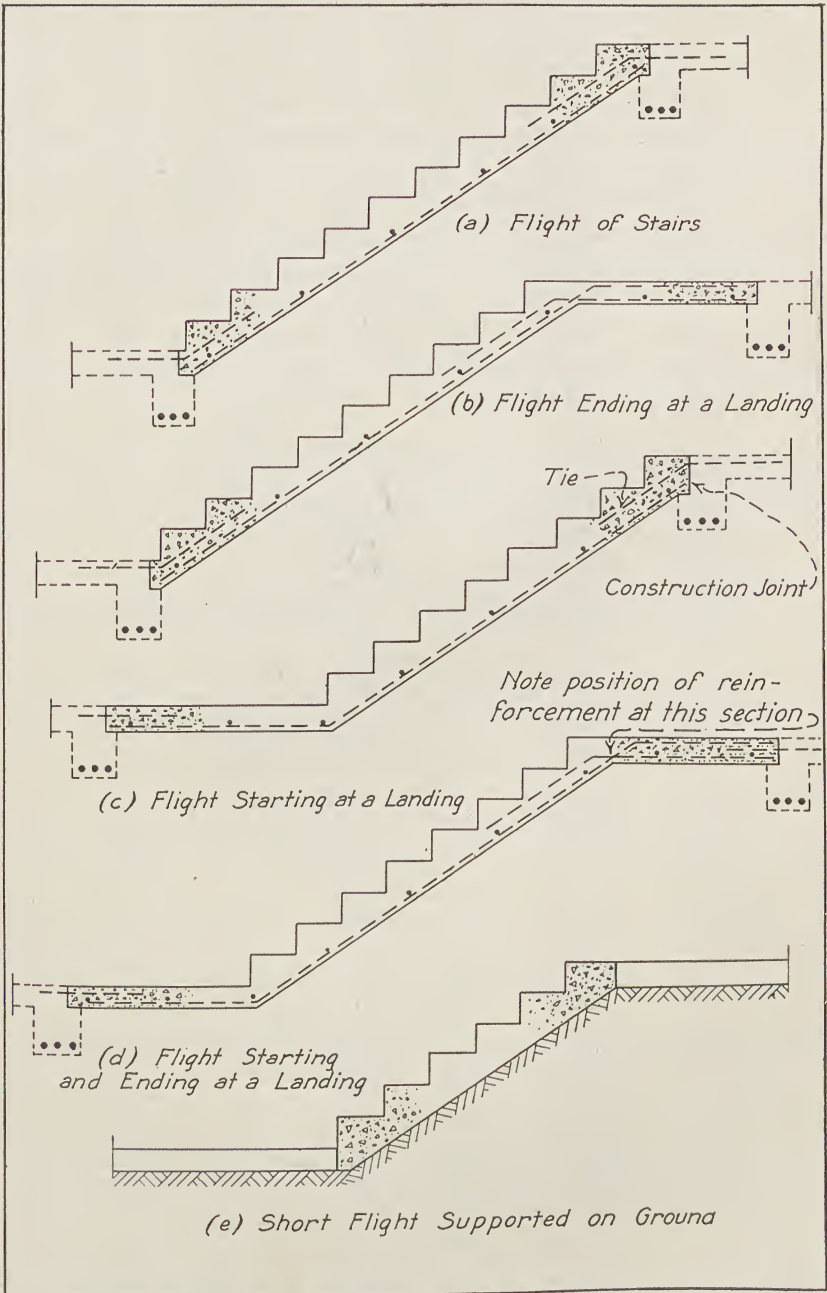 (a) Flight of Stairs
(b) Flight Ending at a Landing
Tie
Construction Joint
Note position of rein-
forcement at this section
(c) Flight Starting at a Landing
(d) Flight Starting
and Ending at a Landing
(e) Short Flight Supported on Ground